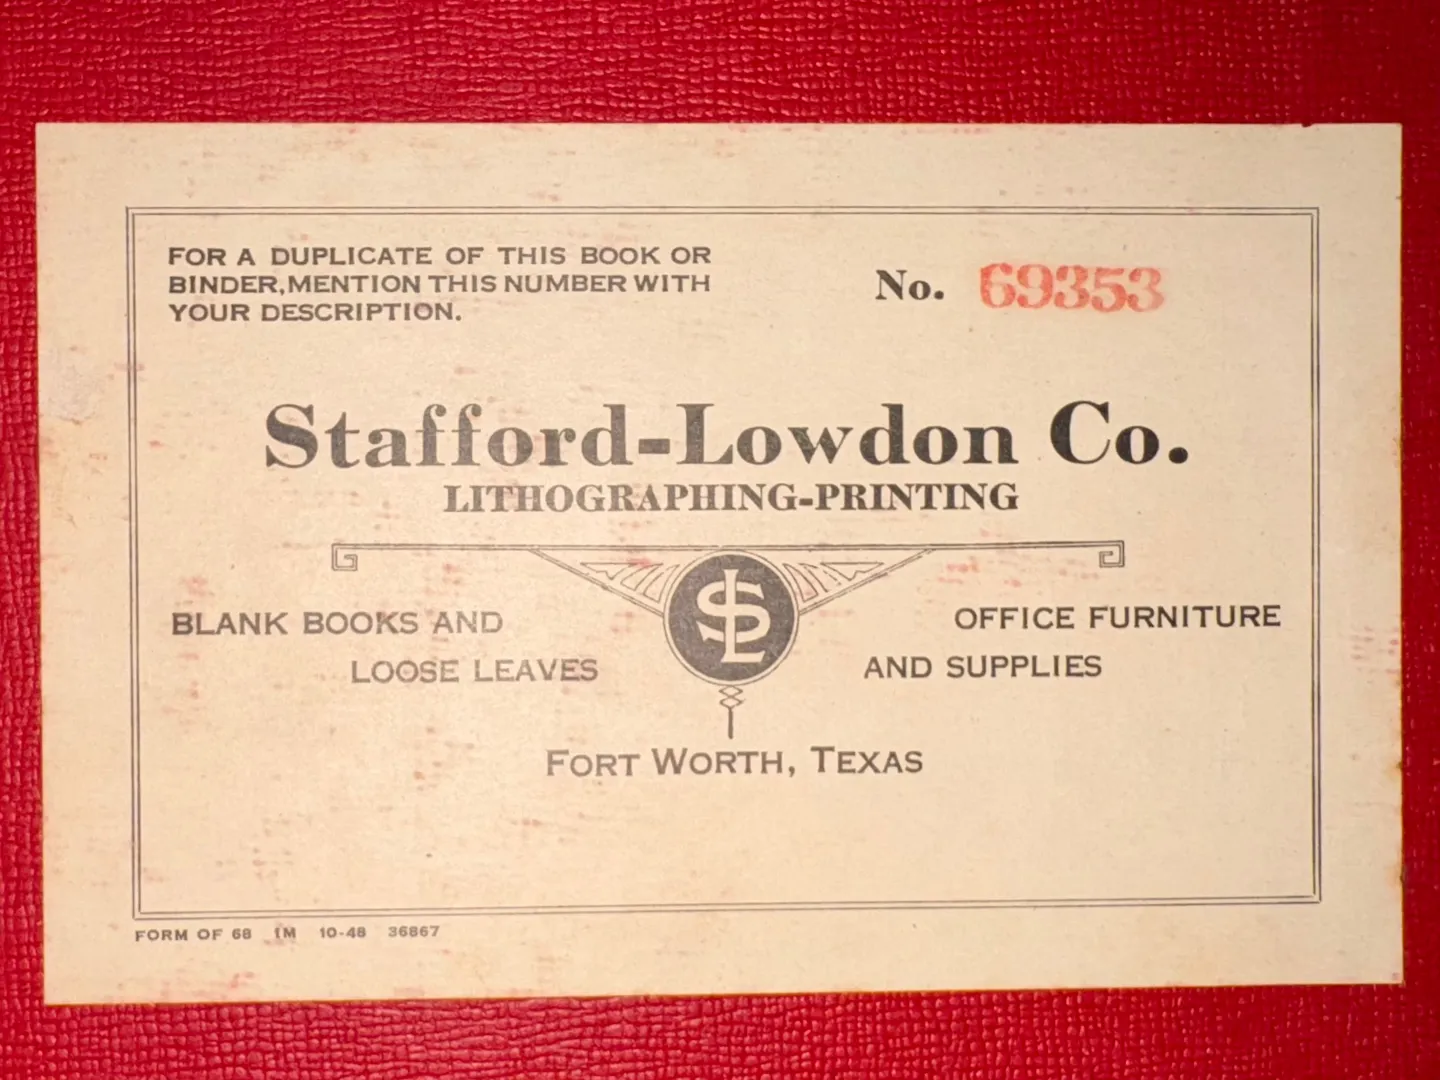 FOR A DUPLICATE OF THIS BOOK OR
BINDER, MENTION THIS NUMBER WITH
YOUR DESCRIPTION.
No. 69353
Stafford-Lowdon Co.
LITHOGRAPHING-PRINTING
SL
BLANK BOOKS AND
LOOSE LEAVES
OFFICE FURNITURE
AND SUPPLIES
FORT WORTH, TEXAS
FORM OF 68 1M 10-48 36867